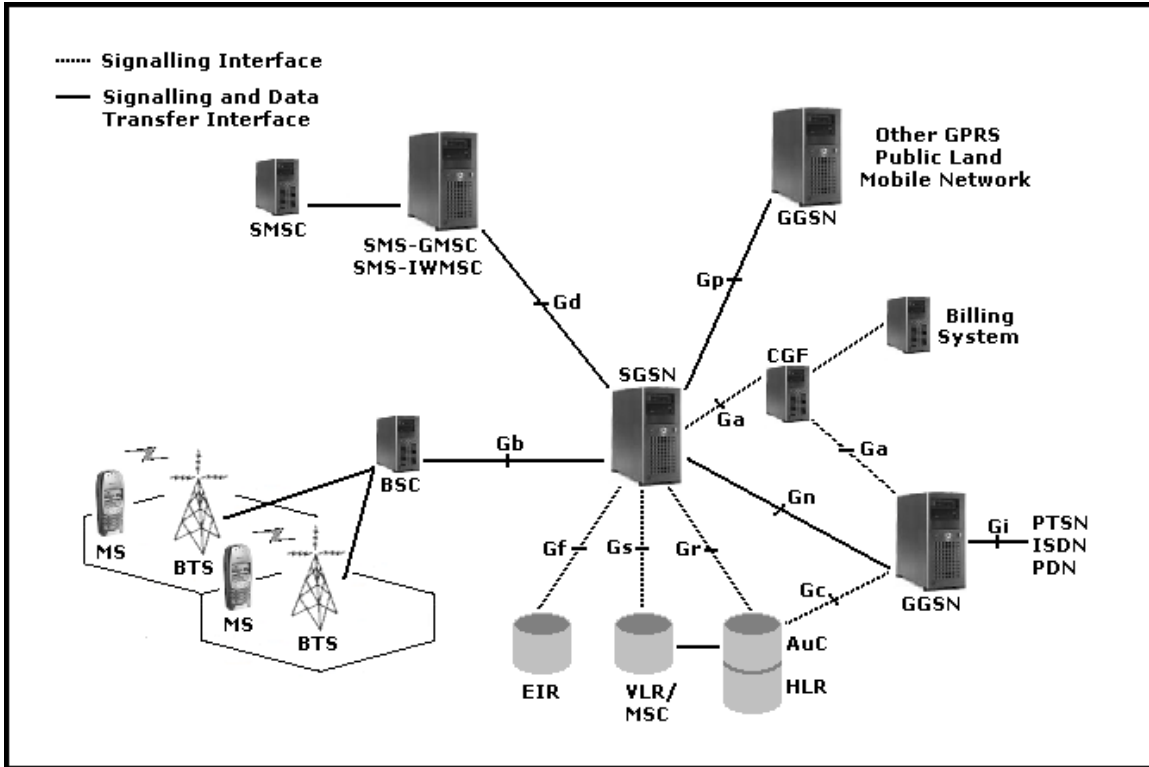 Signalling Interface
Signalling and Data
Transfer Interface
Other GPRS
Public Land
Mobile Network
SMSC
SMS-GMSC
SMS-IWMSC
GGSN
Gd
Gp
Billing
System
CGF
SGSN
Ga
Ga
Gb
BSC
Gn
Gi
PTSN
ISDN
PDN
MS
BTS
Gf
Gs
Gr
Gc
GGSN
MS
BTS
AuC
EIR
VLR/
MSC
HLR